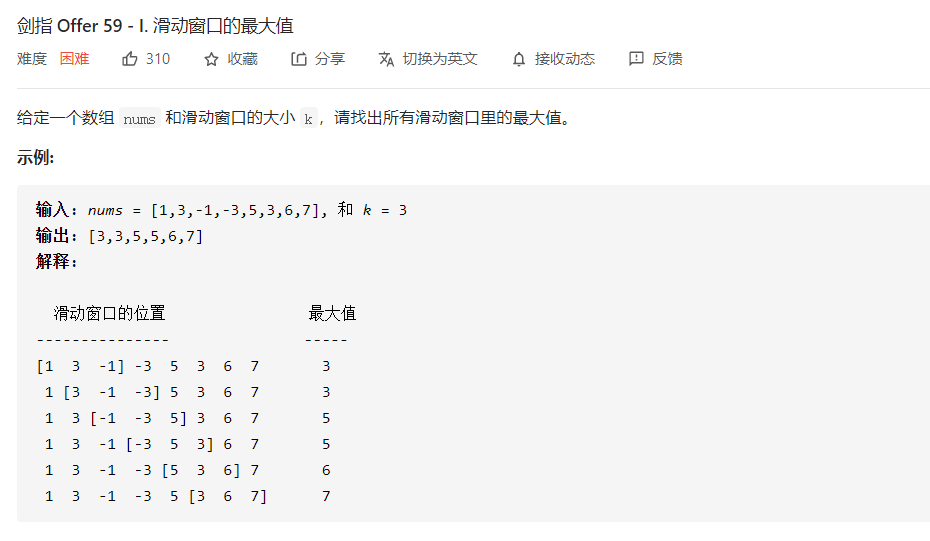 剑指 Offer 59 - I. 滑动窗口的最大值
难度 困难 310 收藏 分享 切换为英文 接收动态 反馈
给定一个数组 nums 和滑动窗口的大小 k，请找出所有滑动窗口里的最大值。
示例:
输入: nums = [1,3,-1,-3,5,3,6,7], 和 k = 3
输出: [3,3,5,5,6,7]
解释:
滑动窗口的位置 最大值
--------------- -----
[1 3 -1] -3 5 3 6 7 3
1 [3 -1 -3] 5 3 6 7 3
1 3 [-1 -3 5] 3 6 7 5
1 3 -1 [-3 5 3] 6 7 5
1 3 -1 -3 [5 3 6] 7 6
1 3 -1 -3 5 [3 6 7] 7